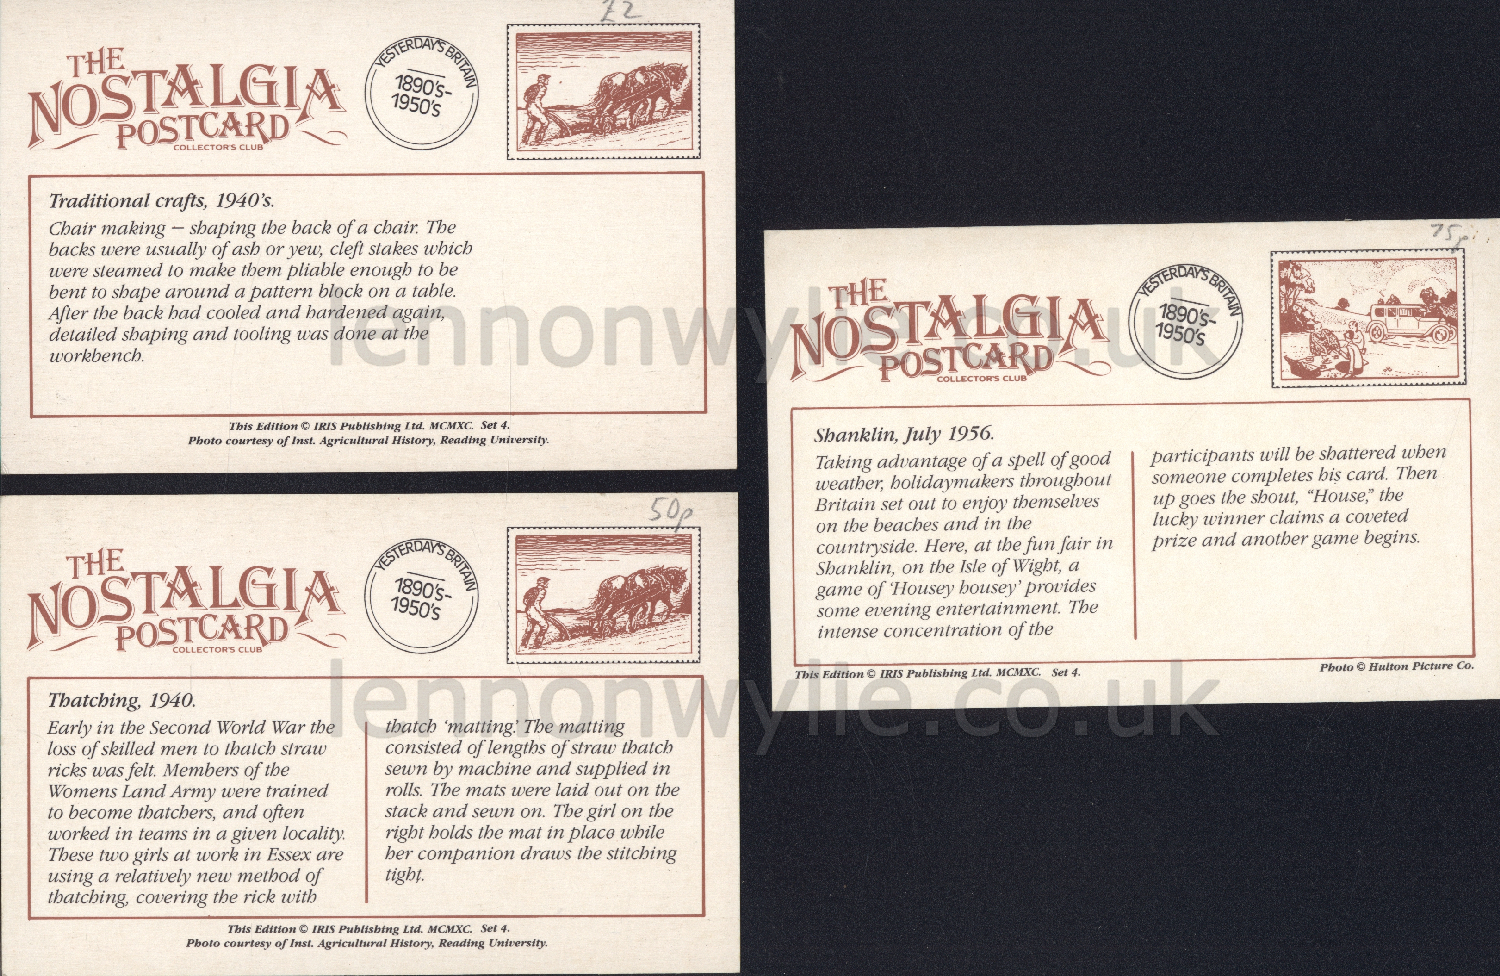 £2
THE
NOSTALGIA
POSTCARD
COLLECTOR'S CLUB
YESTERDAY'S BRITAIN
1890's-
1950's
Traditional crafts, 1940's.
Chair making – shaping the back of a chair. The
backs were usually of ash or yew, cleft stakes which
were steamed to make them pliable enough to be
bent to shape around a pattern block on a table.
After the back had cooled and hardened again,
detailed shaping and tooling was done at the
workbench.
This Edition © IRIS Publishing Ltd. MCMXC. Set 4.
Photo courtesy of Inst. Agricultural History, Reading University.
50p
THE
NOSTALGIA
POSTCARD
COLLECTOR'S CLUB
YESTERDAY'S BRITAIN
1890's-
1950's
Thatching, 1940.
Early in the Second World War the
loss of skilled men to thatch straw
ricks was felt. Members of the
Womens Land Army were trained
to become thatchers, and often
worked in teams in a given locality.
These two girls at work in Essex are
using a relatively new method of
thatching, covering the rick with
thatch 'matting.' The matting
consisted of lengths of straw thatch
sewn by machine and supplied in
rolls. The mats were laid out on the
stack and sewn on. The girl on the
right holds the mat in place while
her companion draws the stitching
tight.
This Edition © IRIS Publishing Ltd. MCMXC. Set 4.
Photo courtesy of Inst. Agricultural History, Reading University.
75p
THE
NOSTALGIA
POSTCARD
COLLECTOR'S CLUB
YESTERDAY'S BRITAIN
1890's-
1950's
Shanklin, July 1956.
Taking advantage of a spell of good
weather, holidaymakers throughout
Britain set out to enjoy themselves
on the beaches and in the
countryside. Here, at the fun fair in
Shanklin, on the Isle of Wight, a
game of 'Housey housey' provides
some evening entertainment. The
intense concentration of the
participants will be shattered when
someone completes his card. Then
up goes the shout, "House," the
lucky winner claims a coveted
prize and another game begins.
This Edition © IRIS Publishing Ltd. MCMXC. Set 4.
Photo © Hulton Picture Co.
lennonwylie.co.uk
lennonwylie.co.uk